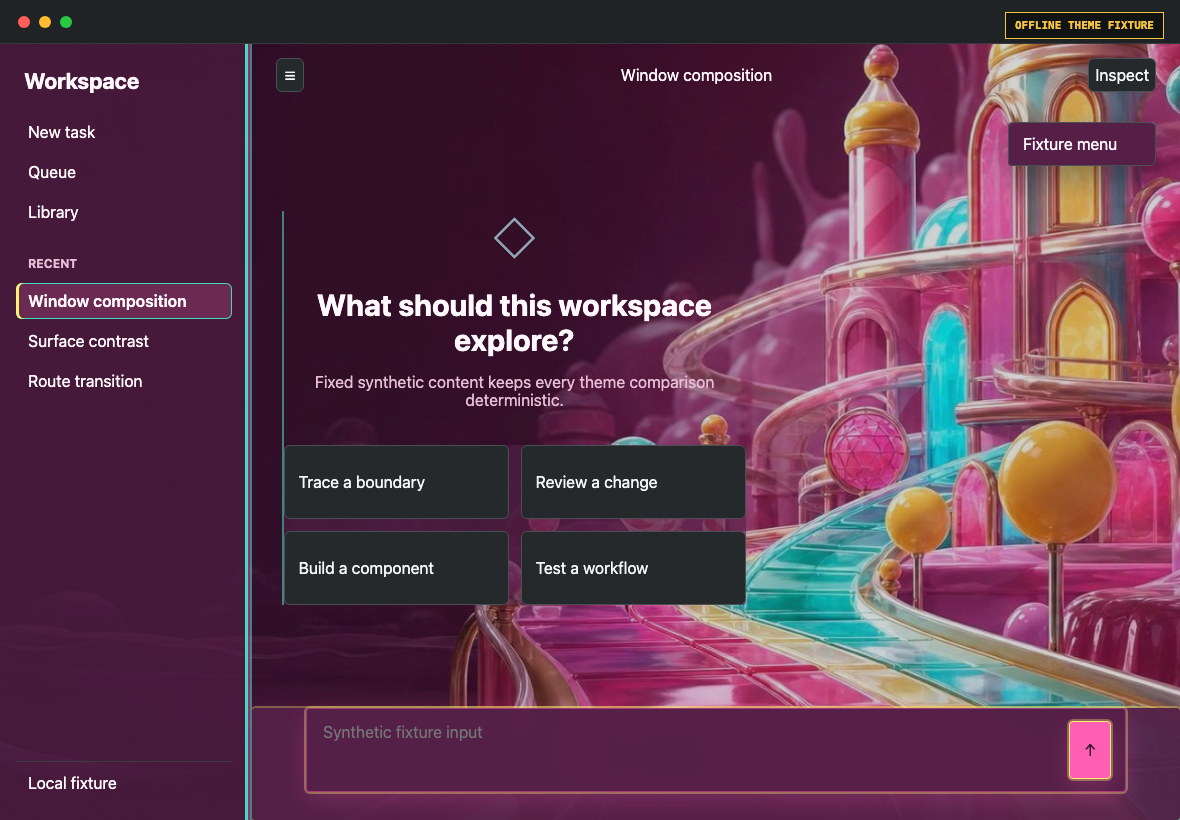 OFFLINE THEME FIXTURE
Workspace
New task
Queue
Library
RECENT
Window composition
Surface contrast
Route transition
Local fixture
Window composition
Inspect
Fixture menu
What should this workspace
explore?
Fixed synthetic content keeps every theme comparison
deterministic.
Trace a boundary
Review a change
Build a component
Test a workflow
Synthetic fixture input